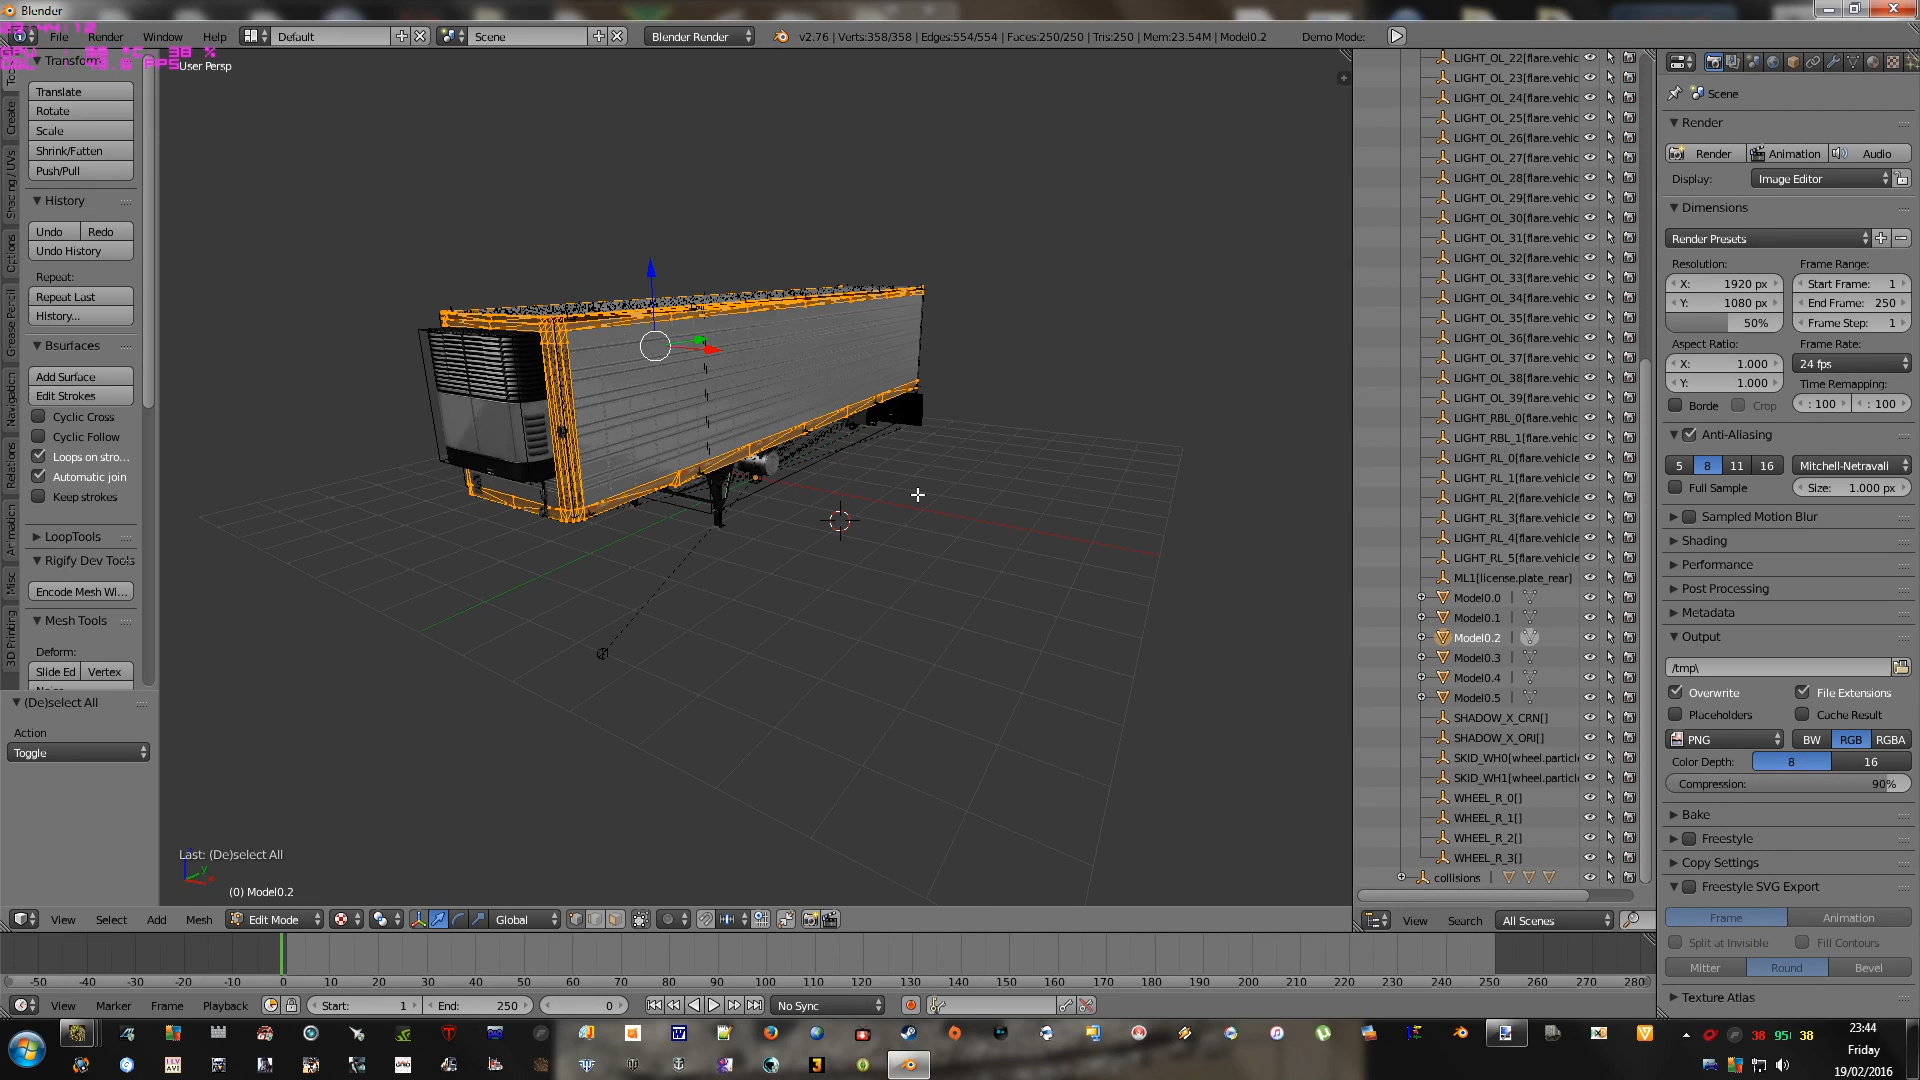 Blender
File
Render
Window
Help
Default
Scene
Blender Render
v2.76 | Verts:358/358 | Edges:554/554 | Faces:250/250 | Tris:250 | Mem:23.54M | Model0.2
Demo Mode:
User Persp
Transform
Translate
Rotate
Scale
Shrink/Fatten
Push/Pull
History
Undo
Redo
Undo History
Repeat:
Repeat Last
History...
Bsurfaces
Add Surface
Edit Strokes
Cyclic Cross
Cyclic Follow
Loops on stro...
Automatic join
Keep strokes
LoopTools
Rigify Dev Tools
Encode Mesh Wi...
Mesh Tools
Deform:
Slide Ed
Vertex
Create
Shading / UVs
Options
Grease Pencil
Navigation
Relations
Animation
Misc
3D Printing
(De)select All
Action
Toggle
Last: (De)select All
(0) Model0.2
View
Select
Add
Mesh
Edit Mode
Global
LIGHT_OL_22[flare.vehic
LIGHT_OL_23[flare.vehic
LIGHT_OL_24[flare.vehic
LIGHT_OL_25[flare.vehic
LIGHT_OL_26[flare.vehic
LIGHT_OL_27[flare.vehic
LIGHT_OL_28[flare.vehic
LIGHT_OL_29[flare.vehic
LIGHT_OL_30[flare.vehic
LIGHT_OL_31[flare.vehic
LIGHT_OL_32[flare.vehic
LIGHT_OL_33[flare.vehic
LIGHT_OL_34[flare.vehic
LIGHT_OL_35[flare.vehic
LIGHT_OL_36[flare.vehic
LIGHT_OL_37[flare.vehic
LIGHT_OL_38[flare.vehic
LIGHT_OL_39[flare.vehic
LIGHT_RBL_0[flare.vehic
LIGHT_RBL_1[flare.vehic
LIGHT_RL_0[flare.vehicle
LIGHT_RL_1[flare.vehicle
LIGHT_RL_2[flare.vehicle
LIGHT_RL_3[flare.vehicle
LIGHT_RL_4[flare.vehicle
LIGHT_RL_5[flare.vehicle
ML1[license.plate_rear]
Model0.0
Model0.1
Model0.2
Model0.3
Model0.4
Model0.5
SHADOW_X_CRN[]
SHADOW_X_ORI[]
SKID_WH0[wheel.particl
SKID_WH1[wheel.particl
WHEEL_R_0[]
WHEEL_R_1[]
WHEEL_R_2[]
WHEEL_R_3[]
collisions
View
Search
All Scenes
Scene
Render
Render
Animation
Audio
Display:
Image Editor
Dimensions
Render Presets
Resolution:
Frame Range:
X: 1920 px
Start Frame: 1
Y: 1080 px
End Frame: 250
50%
Frame Step: 1
Aspect Ratio:
Frame Rate:
X: 1.000
24 fps
Y: 1.000
Time Remapping:
Borde
Crop
: 100
: 100
Anti-Aliasing
5
8
11
16
Mitchell-Netravali
Full Sample
Size: 1.000 px
Sampled Motion Blur
Shading
Performance
Post Processing
Metadata
Output
/tmp\
Overwrite
File Extensions
Placeholders
Cache Result
PNG
BW
RGB
RGBA
Color Depth:
8
16
Compression: 90%
Bake
Freestyle
Copy Settings
Freestyle SVG Export
Frame
Animation
Split at Invisible
Fill Contours
Mitter
Round
Bevel
Texture Atlas
-50 -40 -30 -20 -10 0 10 20 30 40 50 60 70 80 90 100 110 120 130 140 150 160 170 180 190 200 210 220 230 240 250 260 270 280
View
Marker
Frame
Playback
Start: 1
End: 250
0
No Sync
38
95
38
23:44
Friday
19/02/2016